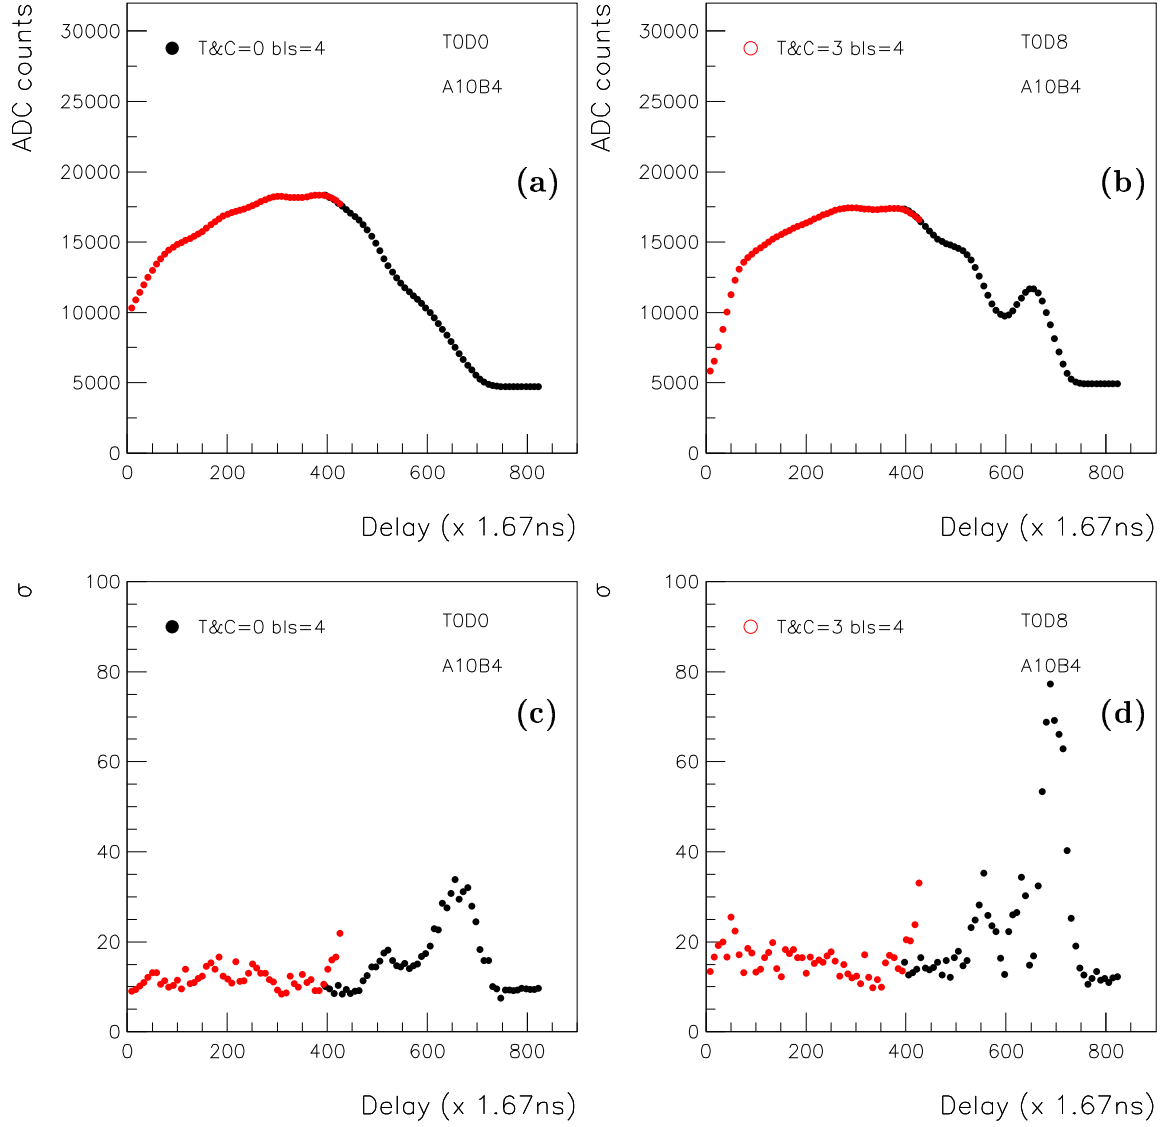 ADC counts
30000
25000
20000
15000
10000
5000
0
T&C=0 bls=4
T0D0
A10B4
(a)
0 200 400 600 800
Delay (x 1.67ns)
ADC counts
30000
25000
20000
15000
10000
5000
0
T&C=3 bls=4
T0D8
A10B4
(b)
0 200 400 600 800
Delay (x 1.67ns)
σ
100
80
60
40
20
0
T&C=0 bls=4
T0D0
A10B4
(c)
0 200 400 600 800
Delay (x 1.67ns)
σ
100
80
60
40
20
0
T&C=3 bls=4
T0D8
A10B4
(d)
0 200 400 600 800
Delay (x 1.67ns)